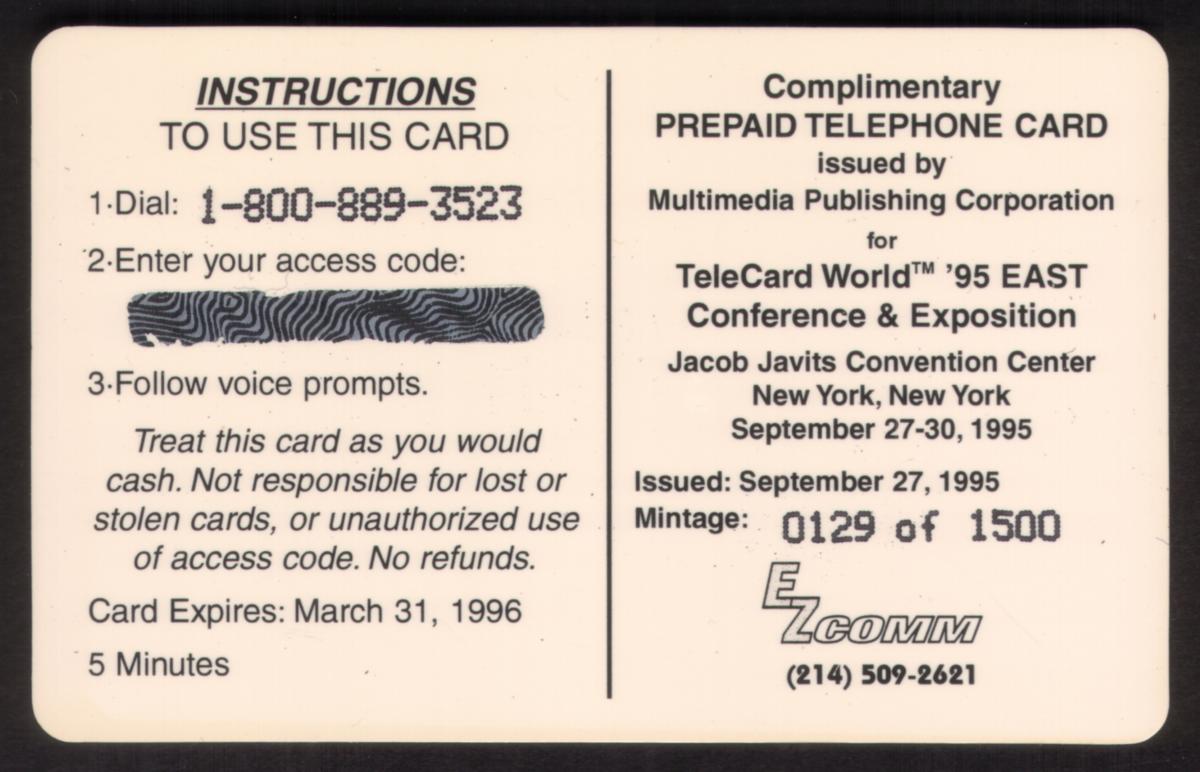 INSTRUCTIONS
TO USE THIS CARD
1·Dial: 1-800-889-3523
2·Enter your access code:
3·Follow voice prompts.
Treat this card as you would
cash. Not responsible for lost or
stolen cards, or unauthorized use
of access code. No refunds.
Card Expires: March 31, 1996
5 Minutes
Complimentary
PREPAID TELEPHONE CARD
issued by
Multimedia Publishing Corporation
for
TeleCard World™ '95 EAST
Conference & Exposition
Jacob Javits Convention Center
New York, New York
September 27-30, 1995
Issued: September 27, 1995
Mintage: 0129 of 1500
EZCOMM
(214) 509-2621